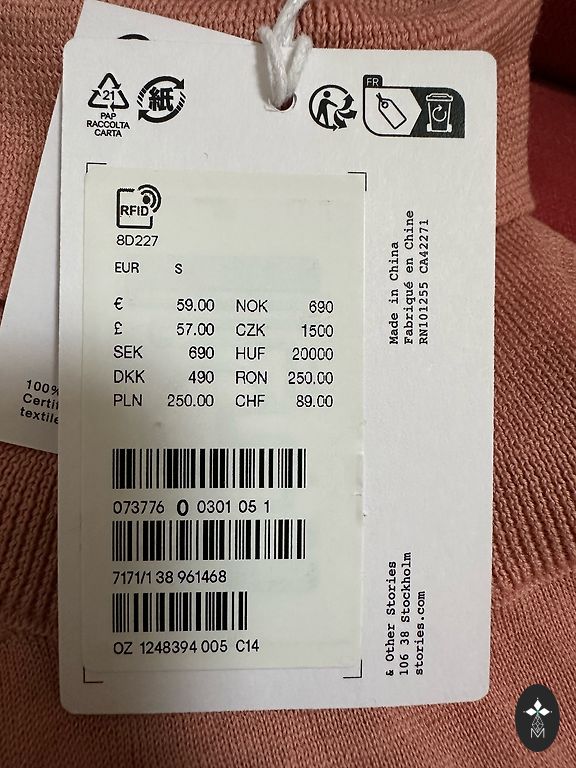 21
PAP
RACCOLTA
CARTA
紙
FR
RFID
8D227
EUR S
€ 59.00 NOK 690
£ 57.00 CZK 1500
SEK 690 HUF 20000
DKK 490 RON 250.00
PLN 250.00 CHF 89.00
073776 0 0301 05 1
7171/1 38 961468
OZ 1248394 005 C14
Made in China
Fabriqué en Chine
RN101255 CA42271
& Other Stories
106 38 Stockholm
stories.com
100%
M